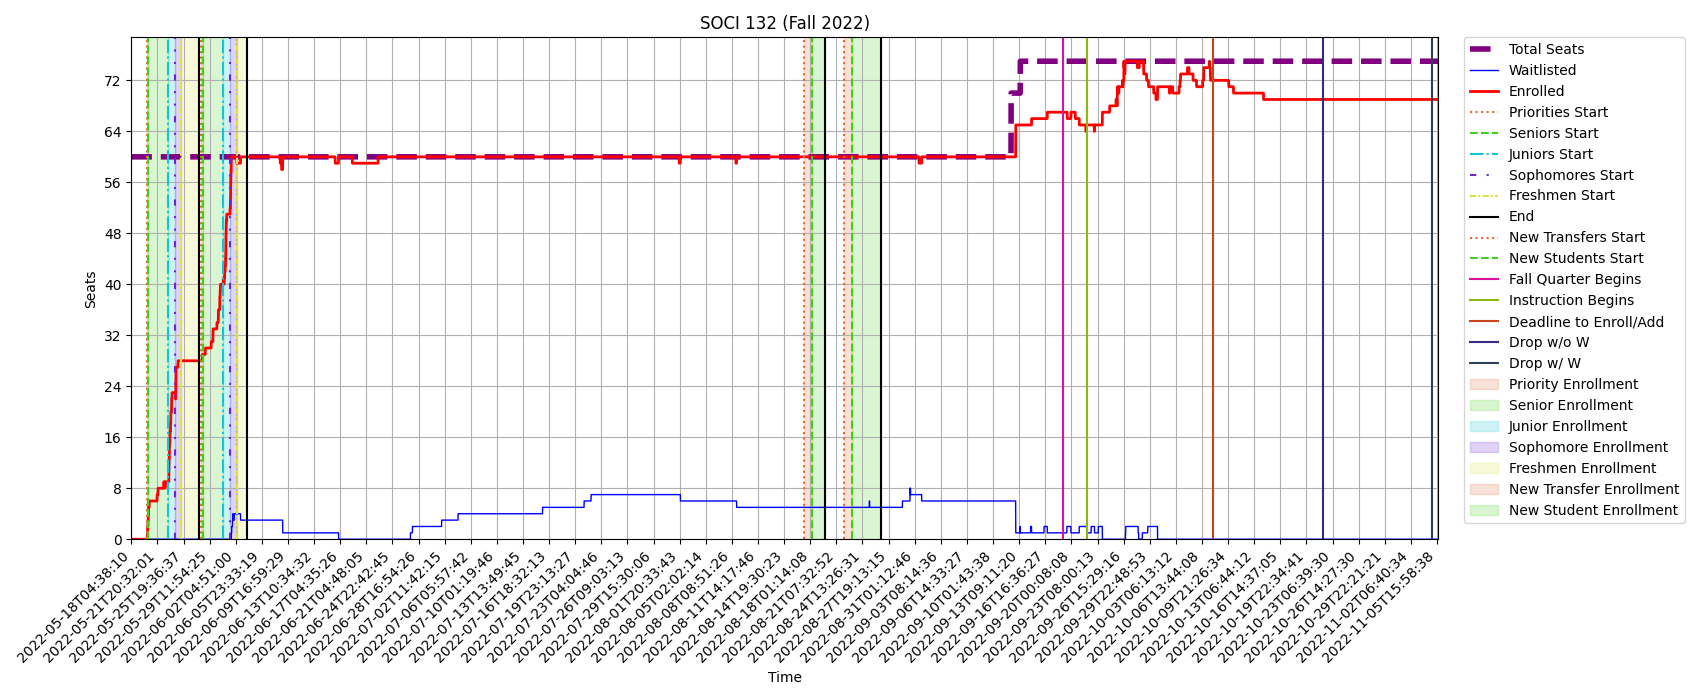 SOCI 132 (Fall 2022)
Seats
72
64
56
48
40
32
24
16
8
0
2022-05-18T04:38:10
2022-05-21T20:32:01
2022-05-25T19:36:37
2022-05-29T11:54:25
2022-06-02T04:51:00
2022-06-05T23:33:19
2022-06-09T16:59:29
2022-06-13T10:34:32
2022-06-17T04:35:26
2022-06-21T04:48:05
2022-06-24T22:42:45
2022-06-28T16:54:26
2022-07-02T11:42:15
2022-07-06T05:57:42
2022-07-10T01:19:46
2022-07-13T13:49:45
2022-07-16T18:32:13
2022-07-19T23:13:27
2022-07-23T04:04:46
2022-07-26T09:03:13
2022-07-29T15:30:06
2022-08-01T20:33:43
2022-08-05T02:02:14
2022-08-08T08:51:26
2022-08-11T14:17:46
2022-08-14T19:30:23
2022-08-18T01:14:08
2022-08-21T07:32:52
2022-08-24T13:26:31
2022-08-27T19:13:15
2022-08-31T01:12:46
2022-09-03T08:14:36
2022-09-06T14:33:27
2022-09-10T01:43:38
2022-09-13T09:11:20
2022-09-16T16:36:27
2022-09-20T00:08:08
2022-09-23T08:00:13
2022-09-26T15:29:16
2022-09-29T22:48:53
2022-10-03T06:13:12
2022-10-06T13:44:08
2022-10-09T21:26:34
2022-10-13T06:44:12
2022-10-16T14:37:05
2022-10-19T22:34:41
2022-10-23T06:39:30
2022-10-26T14:27:30
2022-10-29T22:21:21
2022-11-02T06:40:34
2022-11-05T15:58:38
Time
Total Seats
Waitlisted
Enrolled
Priorities Start
Seniors Start
Juniors Start
Sophomores Start
Freshmen Start
End
New Transfers Start
New Students Start
Fall Quarter Begins
Instruction Begins
Deadline to Enroll/Add
Drop w/o W
Drop w/ W
Priority Enrollment
Senior Enrollment
Junior Enrollment
Sophomore Enrollment
Freshmen Enrollment
New Transfer Enrollment
New Student Enrollment